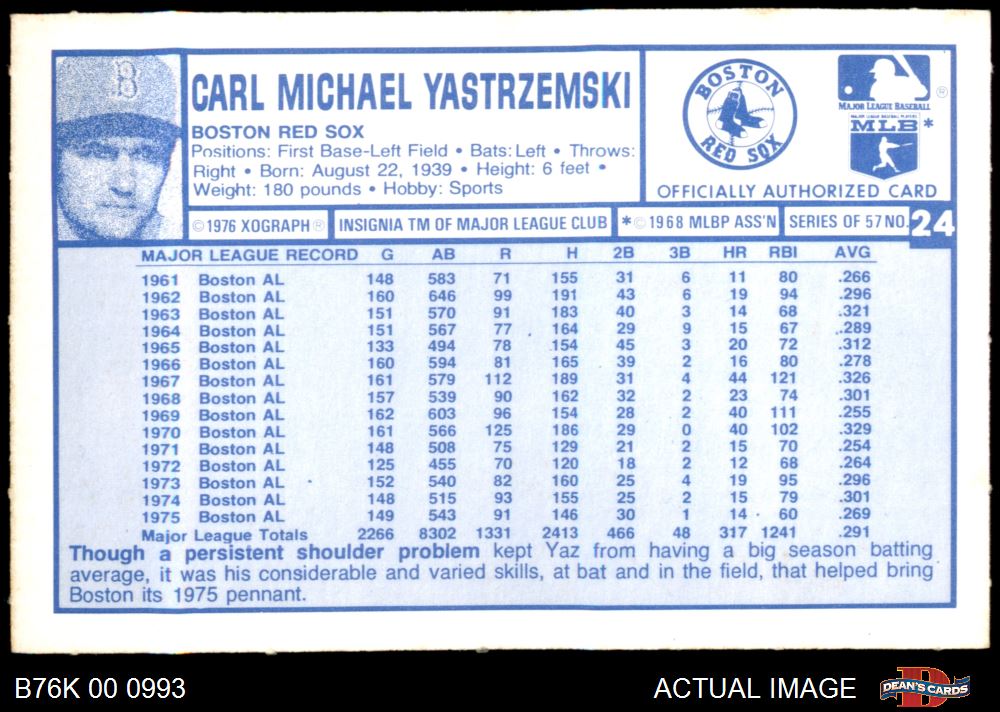 B
CARL MICHAEL YASTRZEMSKI
BOSTON RED SOX
Positions: First Base-Left Field • Bats: Left • Throws:
Right • Born: August 22, 1939 • Height: 6 feet •
Weight: 180 pounds • Hobby: Sports
BOSTON
RED SOX
®
MAJOR LEAGUE BASEBALL
MLB *
OFFICIALLY AUTHORIZED CARD
©1976 XOGRAPH® INSIGNIA TM OF MAJOR LEAGUE CLUB *©1968 MLBP ASS'N SERIES OF 57 NO. 24
MAJOR LEAGUE RECORD G AB R H 2B 3B HR RBI AVG
1961 Boston AL 148 583 71 155 31 6 11 80 .266
1962 Boston AL 160 646 99 191 43 6 19 94 .296
1963 Boston AL 151 570 91 183 40 3 14 68 .321
1964 Boston AL 151 567 77 164 29 9 15 67 .289
1965 Boston AL 133 494 78 154 45 3 20 72 .312
1966 Boston AL 160 594 81 165 39 2 16 80 .278
1967 Boston AL 161 579 112 189 31 4 44 121 .326
1968 Boston AL 157 539 90 162 32 2 23 74 .301
1969 Boston AL 162 603 96 154 28 2 40 111 .255
1970 Boston AL 161 566 125 186 29 0 40 102 .329
1971 Boston AL 148 508 75 129 21 2 15 70 .254
1972 Boston AL 125 455 70 120 18 2 12 68 .264
1973 Boston AL 152 540 82 160 25 4 19 95 .296
1974 Boston AL 148 515 93 155 25 2 15 79 .301
1975 Boston AL 149 543 91 146 30 1 14 60 .269
Major League Totals 2266 8302 1331 2413 466 48 317 1241 .291
Though a persistent shoulder problem kept Yaz from having a big season batting
average, it was his considerable and varied skills, at bat and in the field, that helped bring
Boston its 1975 pennant.
B76K 00 0993
ACTUAL IMAGE
D
DEAN'S CARDS